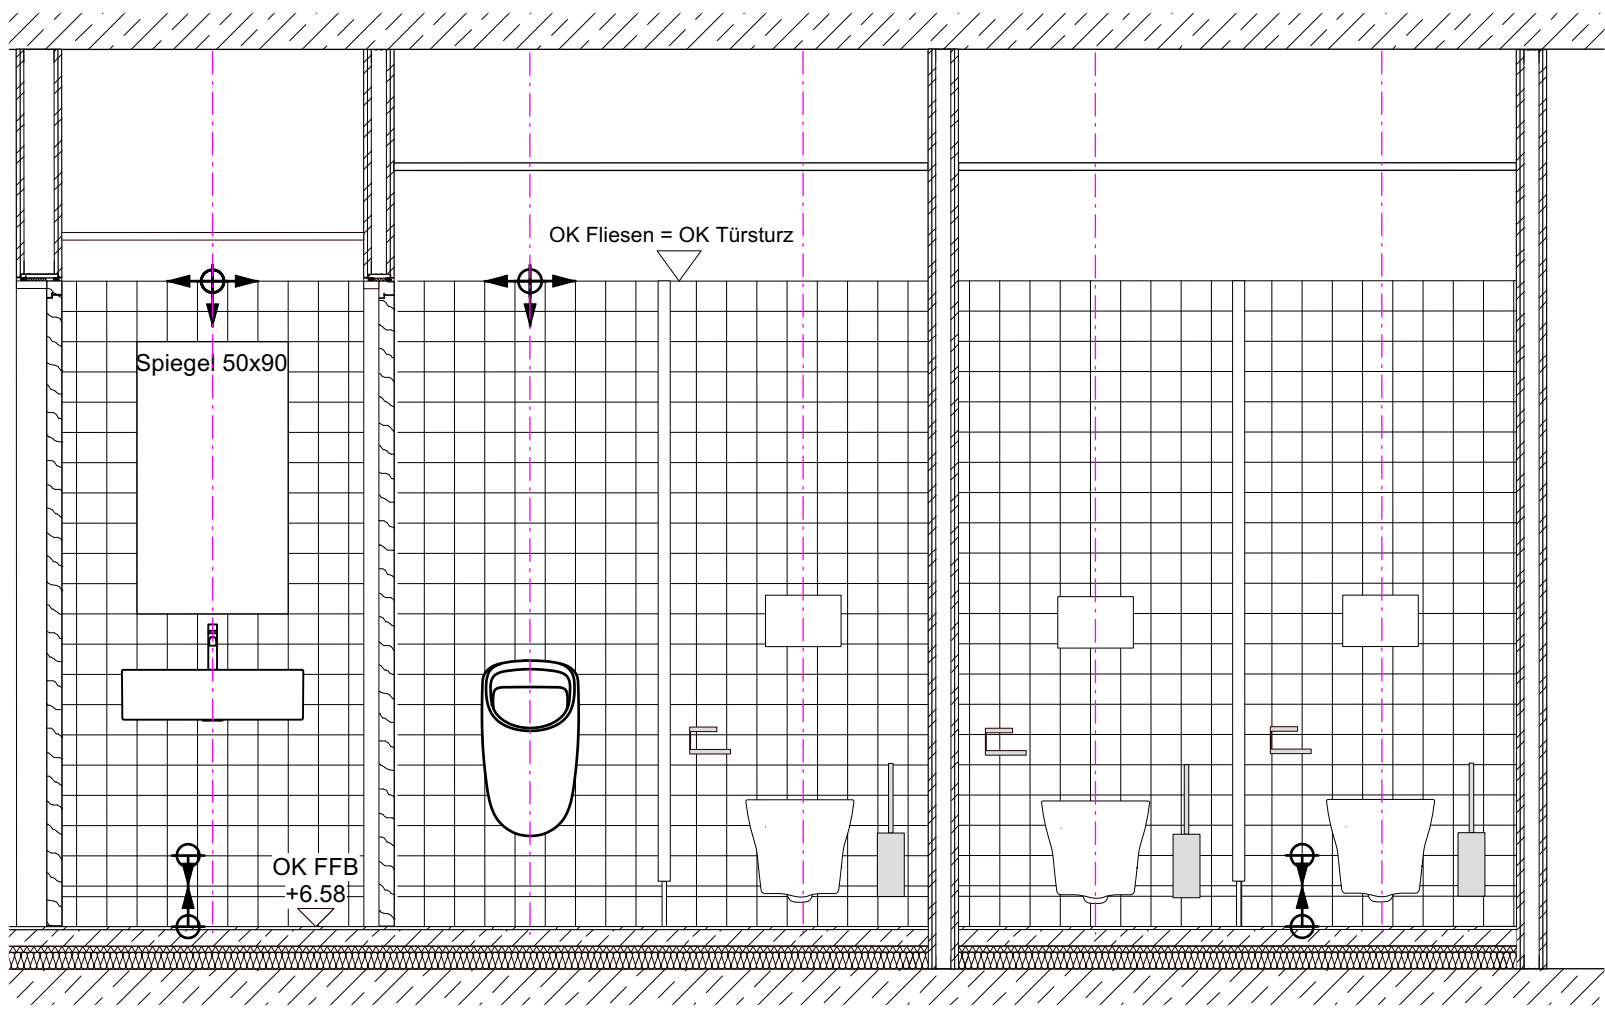 OK Fliesen = OK Türsturz
Spiegel 50x90
OK FFB
+6.58